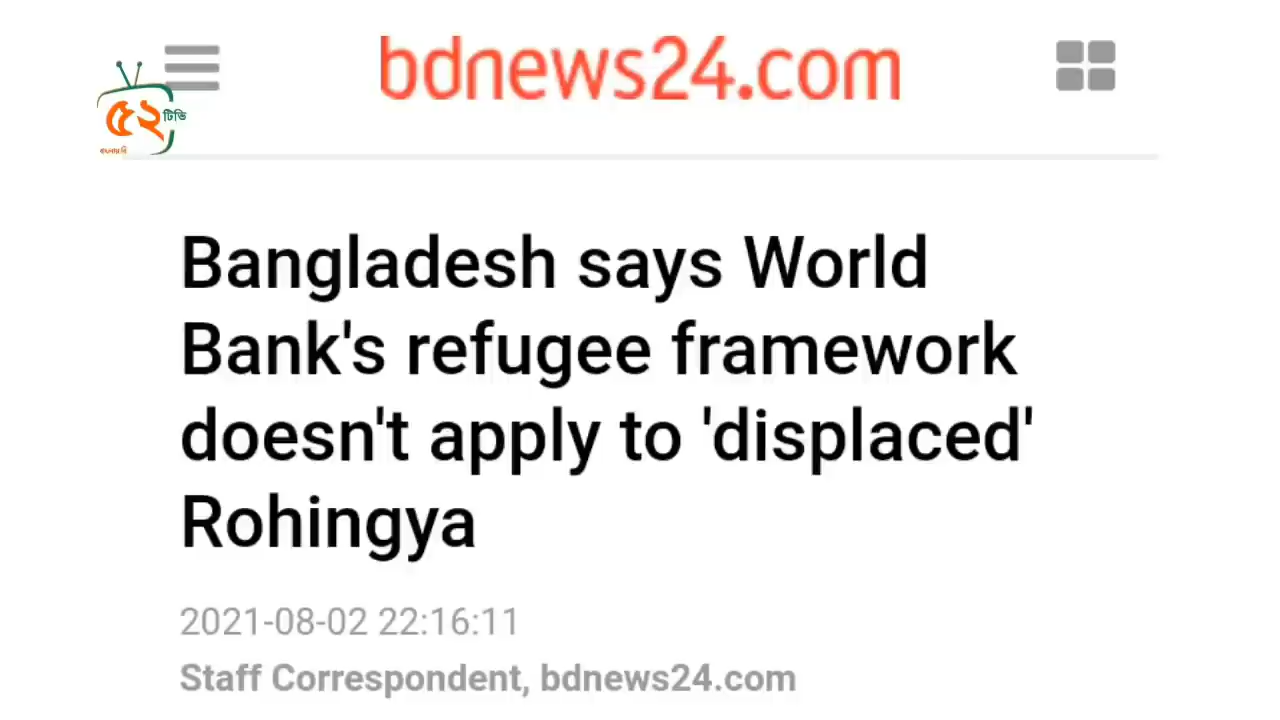 bdnews24.com
৫২ টিভি
Bangladesh says World
Bank's refugee framework
doesn't apply to 'displaced'
Rohingya
2021-08-02 22:16:11
Staff Correspondent, bdnews24.com